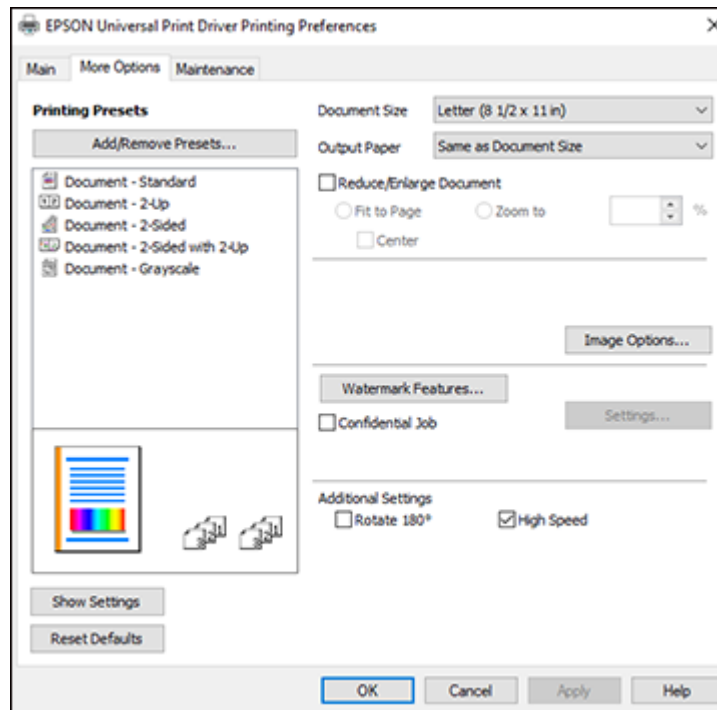 EPSON Universal Print Driver Printing Preferences
Main
More Options
Maintenance
Printing Presets
Add/Remove Presets...
Document - Standard
Document - 2-Up
Document - 2-Sided
Document - 2-Sided with 2-Up
Document - Grayscale
Show Settings
Reset Defaults
Document Size
Letter (8 1/2 x 11 in)
Output Paper
Same as Document Size
Reduce/Enlarge Document
Fit to Page
Zoom to
%
Center
Image Options...
Watermark Features...
Confidential Job
Settings...
Additional Settings
Rotate 180°
High Speed
OK
Cancel
Apply
Help